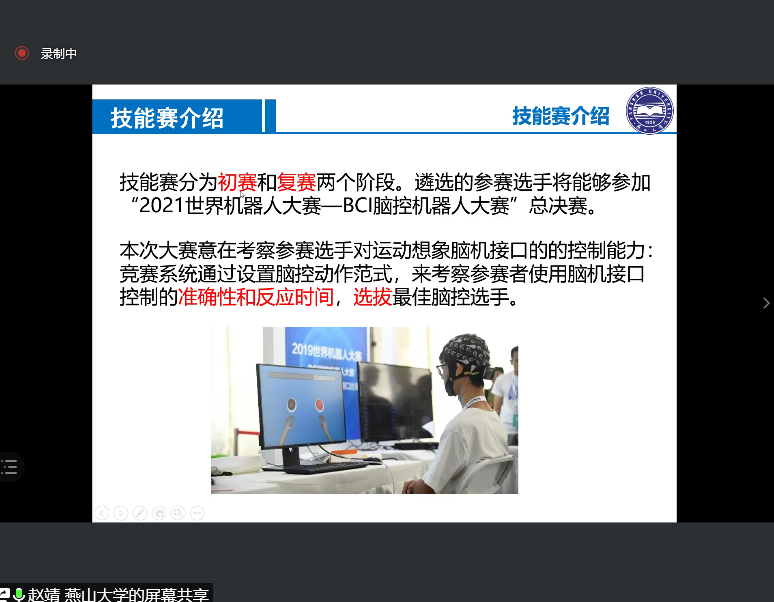 录制中
技能赛介绍
技能赛介绍
技能赛分为初赛和复赛两个阶段。遴选的参赛选手将能够参加
“2021世界机器人大赛—BCI脑控机器人大赛”总决赛。
本次大赛意在考察参赛选手对运动想象脑机接口的的控制能力：
竞赛系统通过设置脑控动作范式，来考察参赛者使用脑机接口
控制的准确性和反应时间，选拔最佳脑控选手。
2019世界机器人大赛
赵靖 燕山大学的屏幕共享